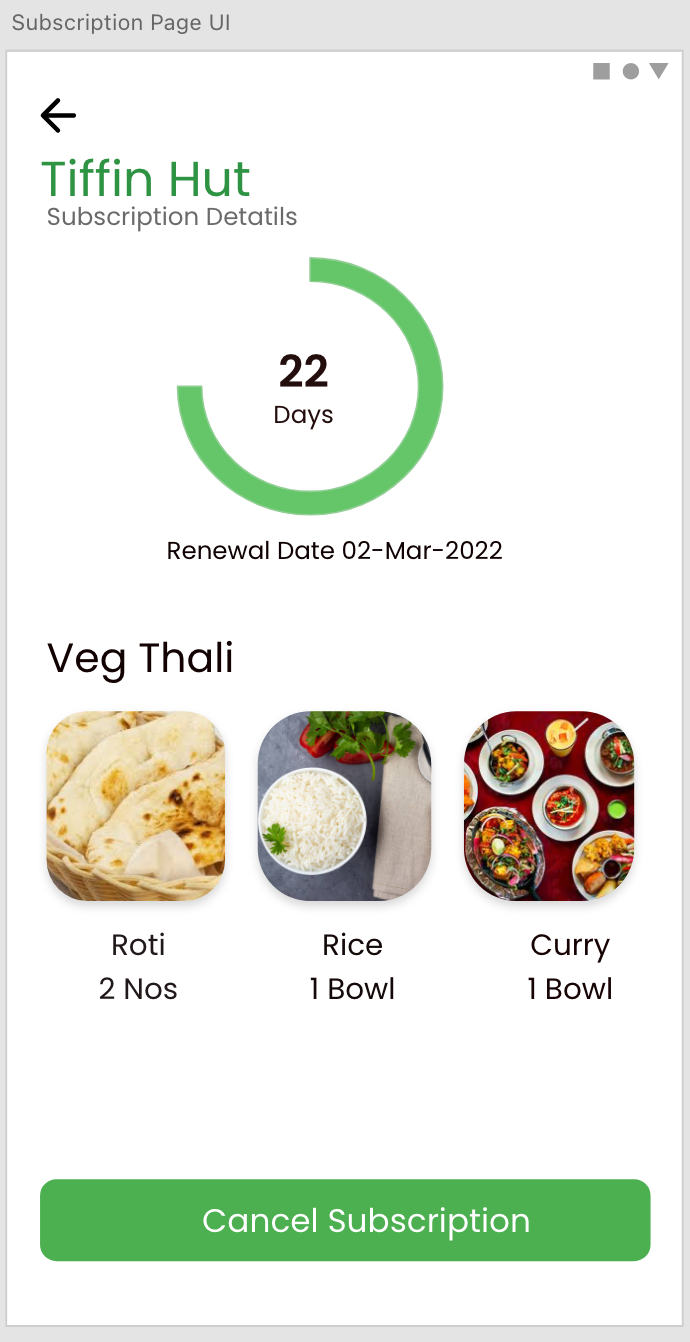 Subscription Page UI
Tiffin Hut
Subscription Detatils
22
Days
Renewal Date 02-Mar-2022
Veg Thali
Roti
Rice
Curry
2 Nos
1 Bowl
1 Bowl
Cancel Subscription